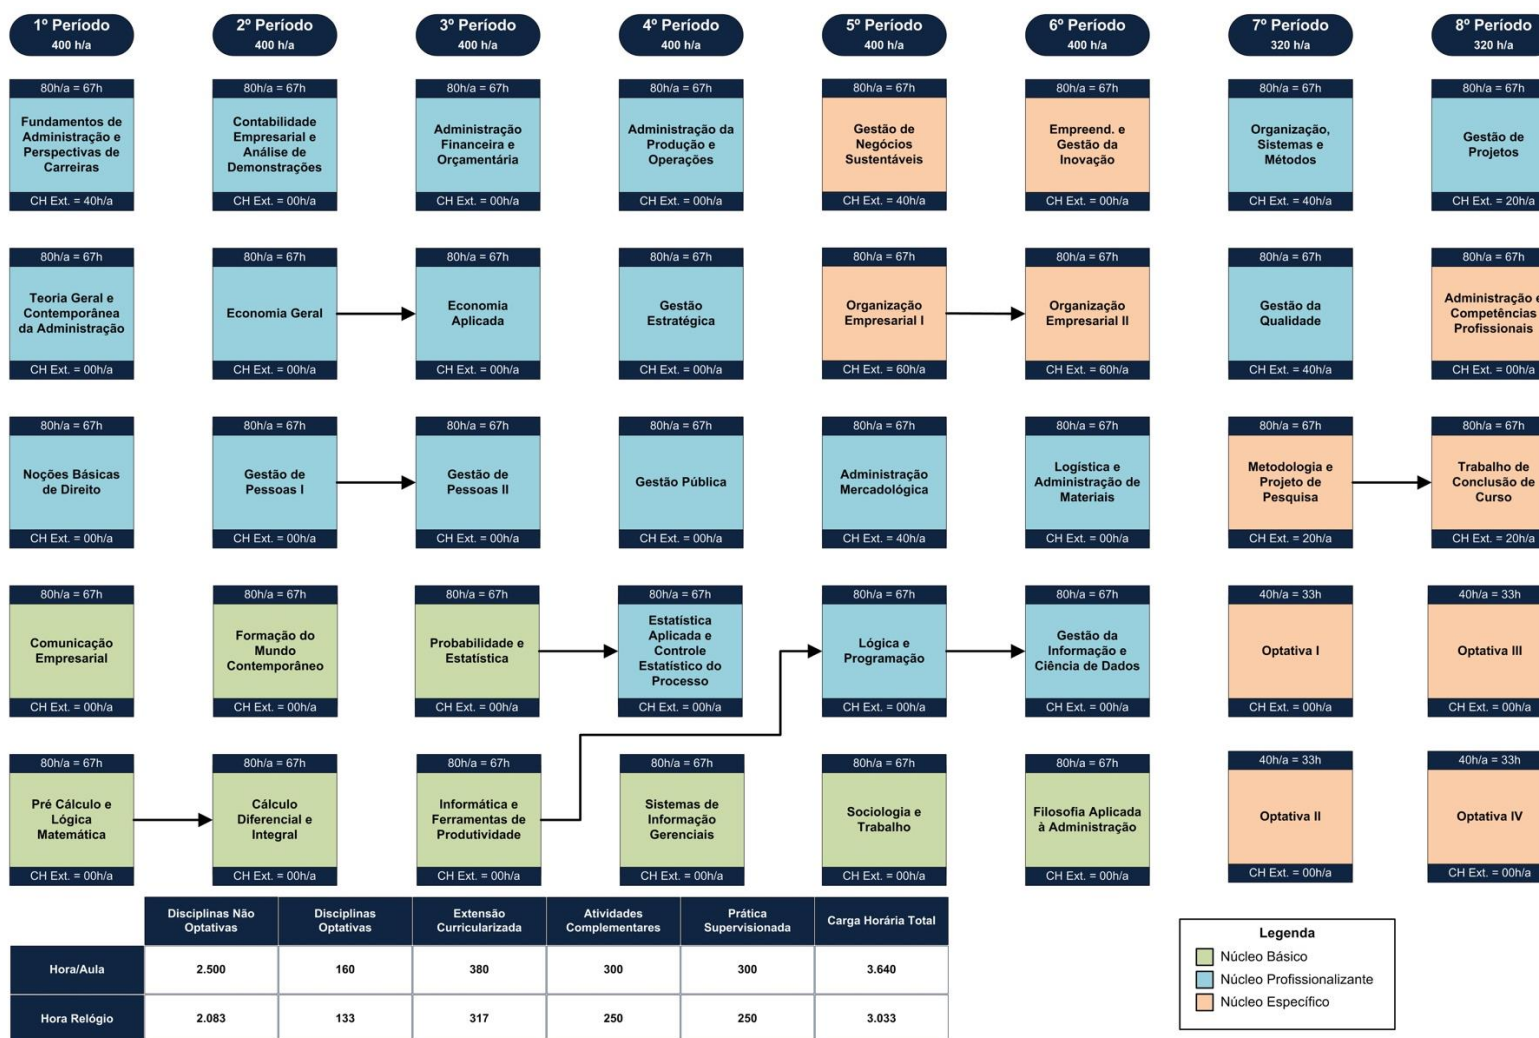 1º Período
400 h/a
2º Período
400 h/a
3º Período
400 h/a
4º Período
400 h/a
5º Período
400 h/a
6º Período
400 h/a
7º Período
320 h/a
8º Período
320 h/a
80h/a = 67h
Fundamentos de
Administração e
Perspectivas de
Carreiras
CH Ext. = 40h/a
80h/a = 67h
Contabilidade
Empresarial e
Análise de
Demonstrações
CH Ext. = 00h/a
80h/a = 67h
Administração
Financeira e
Orçamentária
CH Ext. = 00h/a
80h/a = 67h
Administração da
Produção e
Operações
CH Ext. = 00h/a
80h/a = 67h
Gestão de
Negócios
Sustentáveis
CH Ext. = 40h/a
80h/a = 67h
Empreend. e
Gestão da
Inovação
CH Ext. = 00h/a
80h/a = 67h
Organização,
Sistemas e
Métodos
CH Ext. = 40h/a
80h/a = 67h
Gestão de
Projetos
CH Ext. = 20h/a
80h/a = 67h
Teoria Geral e
Contemporânea
da Administração
CH Ext. = 00h/a
80h/a = 67h
Economia Geral
CH Ext. = 00h/a
80h/a = 67h
Economia
Aplicada
CH Ext. = 00h/a
80h/a = 67h
Gestão
Estratégica
CH Ext. = 00h/a
80h/a = 67h
Organização
Empresarial I
CH Ext. = 60h/a
80h/a = 67h
Organização
Empresarial II
CH Ext. = 60h/a
80h/a = 67h
Gestão da
Qualidade
CH Ext. = 40h/a
80h/a = 67h
Administração e
Competências
Profissionais
CH Ext. = 00h/a
80h/a = 67h
Noções Básicas
de Direito
CH Ext. = 00h/a
80h/a = 67h
Gestão de
Pessoas I
CH Ext. = 00h/a
80h/a = 67h
Gestão de
Pessoas II
CH Ext. = 00h/a
80h/a = 67h
Gestão Pública
CH Ext. = 00h/a
80h/a = 67h
Administração
Mercadológica
CH Ext. = 40h/a
80h/a = 67h
Logística e
Administração de
Materiais
CH Ext. = 00h/a
80h/a = 67h
Metodologia e
Projeto de
Pesquisa
CH Ext. = 20h/a
80h/a = 67h
Trabalho de
Conclusão de
Curso
CH Ext. = 20h/a
80h/a = 67h
Comunicação
Empresarial
CH Ext. = 00h/a
80h/a = 67h
Formação do
Mundo
Contemporâneo
CH Ext. = 00h/a
80h/a = 67h
Probabilidade e
Estatística
CH Ext. = 00h/a
80h/a = 67h
Estatística
Aplicada e
Controle
Estatístico do
Processo
CH Ext. = 00h/a
80h/a = 67h
Lógica e
Programação
CH Ext. = 00h/a
80h/a = 67h
Gestão da
Informação e
Ciência de Dados
CH Ext. = 00h/a
40h/a = 33h
Optativa I
CH Ext. = 00h/a
40h/a = 33h
Optativa III
CH Ext. = 00h/a
80h/a = 67h
Pré Cálculo e
Lógica
Matemática
CH Ext. = 00h/a
80h/a = 67h
Cálculo
Diferencial e
Integral
CH Ext. = 00h/a
80h/a = 67h
Informática e
Ferramentas de
Produtividade
CH Ext. = 00h/a
80h/a = 67h
Sistemas de
Informação
Gerenciais
CH Ext. = 00h/a
80h/a = 67h
Sociologia e
Trabalho
CH Ext. = 00h/a
80h/a = 67h
Filosofia Aplicada
à Administração
CH Ext. = 00h/a
40h/a = 33h
Optativa II
CH Ext. = 00h/a
40h/a = 33h
Optativa IV
CH Ext. = 00h/a
Disciplinas Não
Optativas
Disciplinas
Optativas
Extensão
Curricularizada
Atividades
Complementares
Prática
Supervisionada
Carga Horária Total
Hora/Aula 2.500 160 380 300 300 3.640
Hora Relógio 2.083 133 317 250 250 3.033
Legenda
Núcleo Básico
Núcleo Profissionalizante
Núcleo Específico